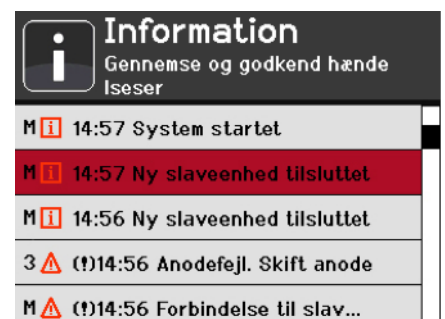 Information
Gennemse og godkend hænde
lseser
M i 14:57 System startet
M i 14:57 Ny slaveenhed tilsluttet
M i 14:56 Ny slaveenhed tilsluttet
3 (!)14:56 Anodefejl. Skift anode
M (!)14:56 Forbindelse til slav...